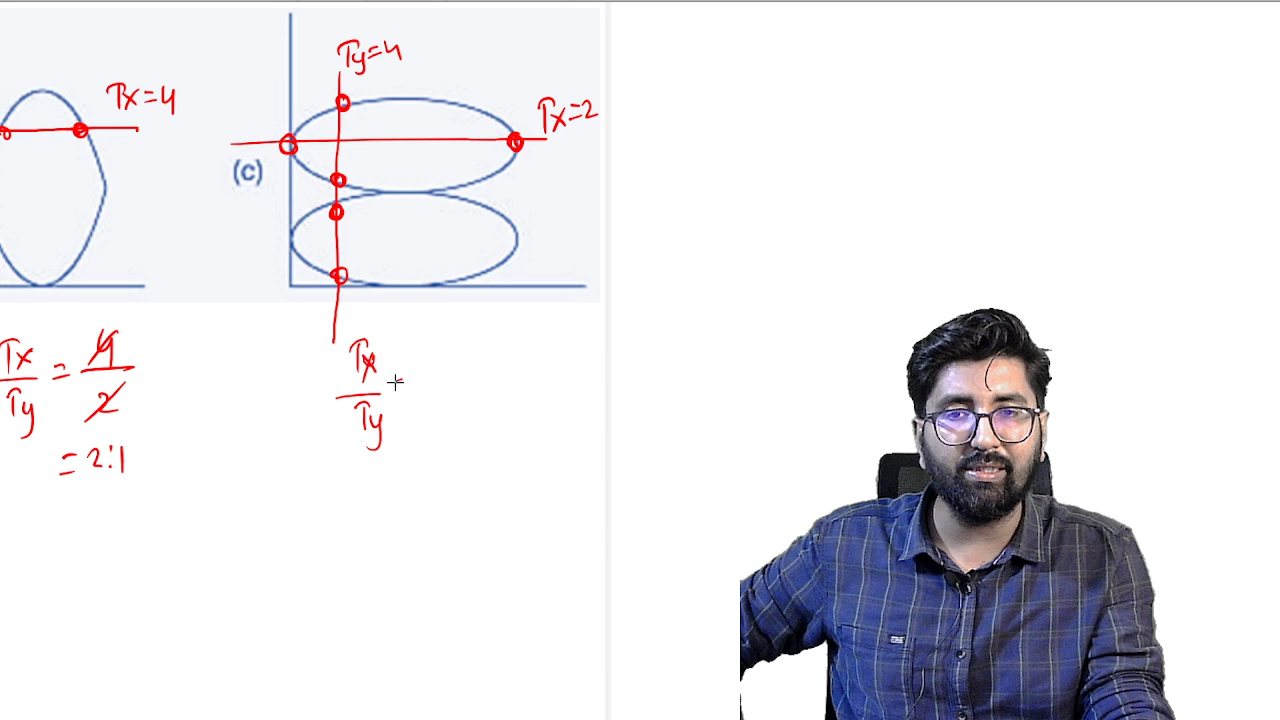 Tx=4
Ty=4
Tx=2
(c)
Tx/Ty = 4/2
= 2:1
Tx/Ty